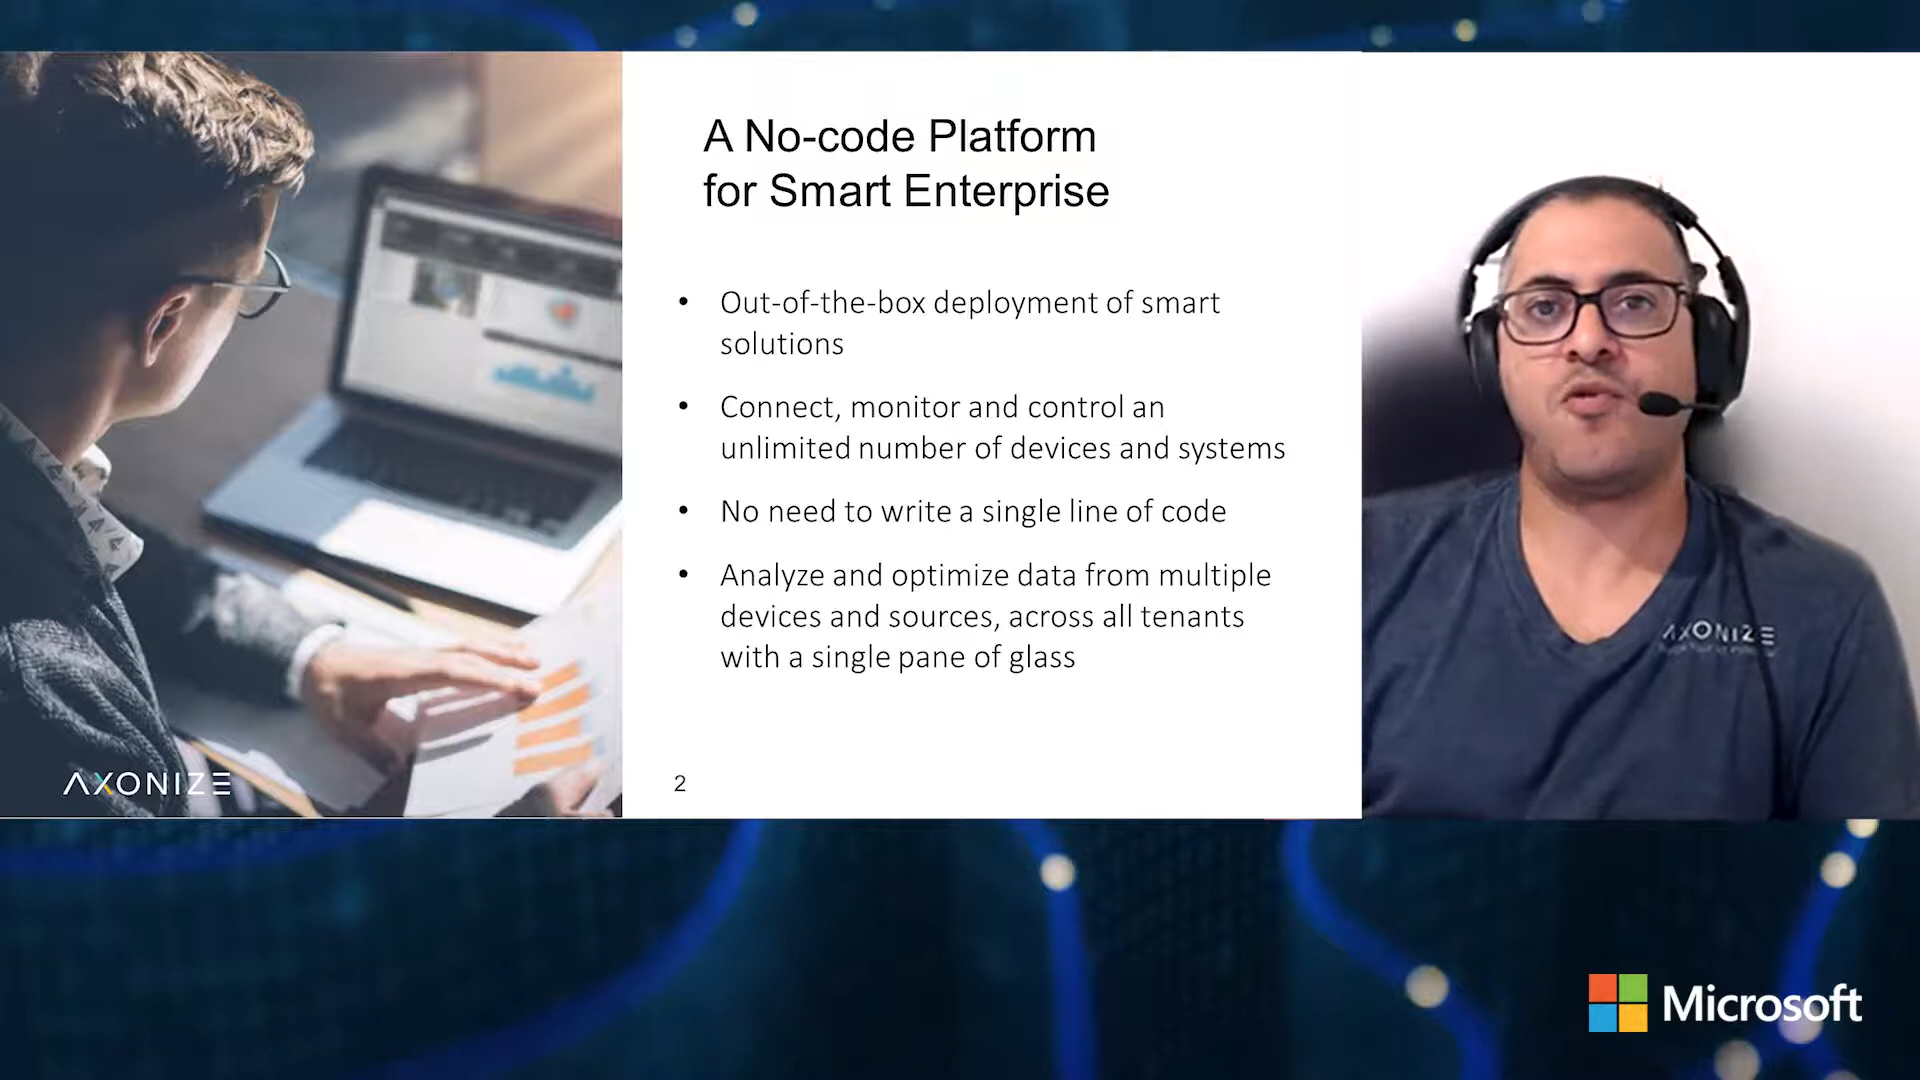 A No-code Platform
for Smart Enterprise
• Out-of-the-box deployment of smart
solutions
• Connect, monitor and control an
unlimited number of devices and systems
• No need to write a single line of code
• Analyze and optimize data from multiple
devices and sources, across all tenants
with a single pane of glass
AXONIZE
2
AXONIZE
Microsoft